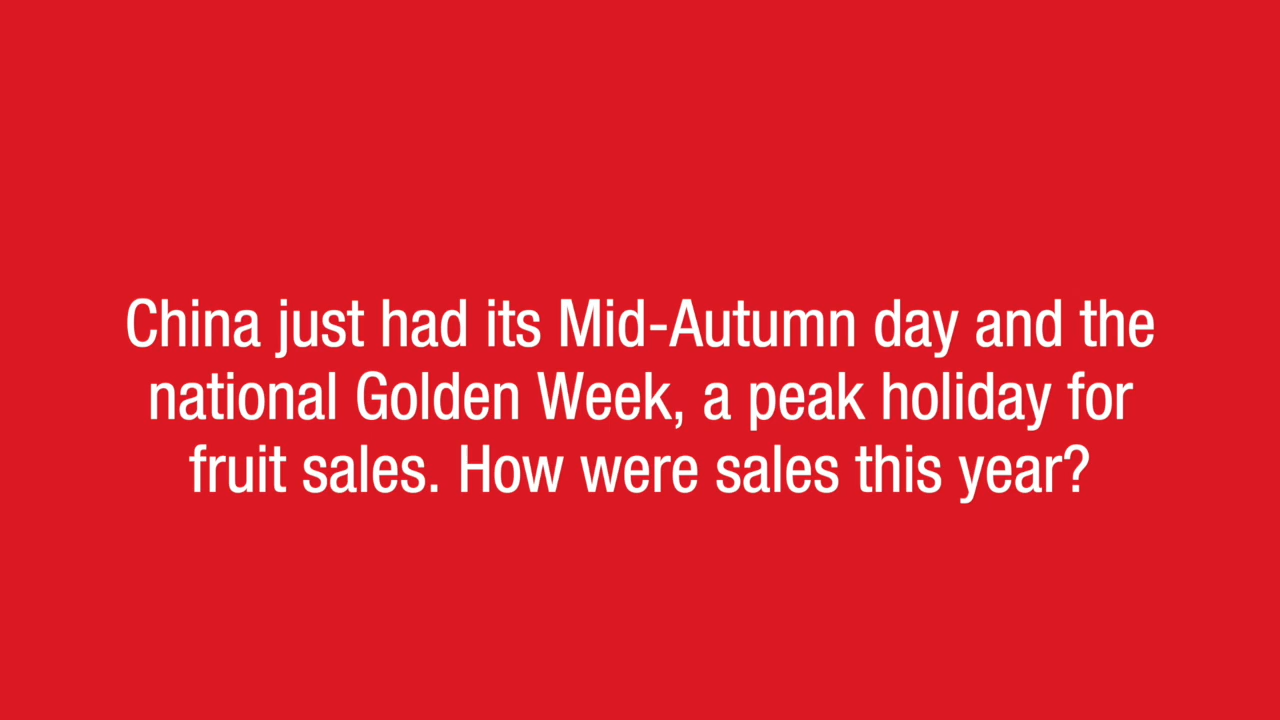 China just had its Mid-Autumn day and the
national Golden Week, a peak holiday for
fruit sales. How were sales this year?